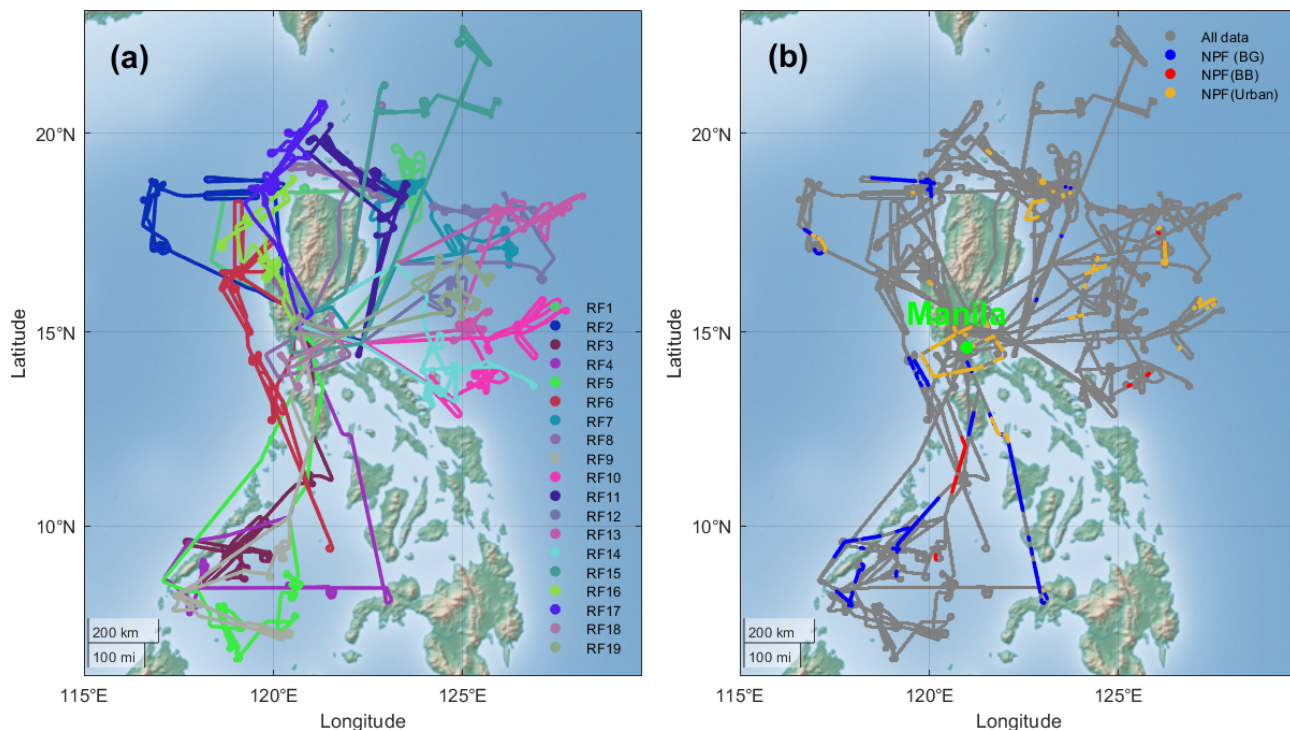 (a)
20°N
15°N
10°N
Latitude
115°E
120°E
125°E
Longitude
200 km
100 mi
RF1
RF2
RF3
RF4
RF5
RF6
RF7
RF8
RF9
RF10
RF11
RF12
RF13
RF14
RF15
RF16
RF17
RF18
RF19
(b)
All data
NPF (BG)
NPF(BB)
NPF(Urban)
Manila
20°N
15°N
10°N
Latitude
115°E
120°E
125°E
Longitude
200 km
100 mi